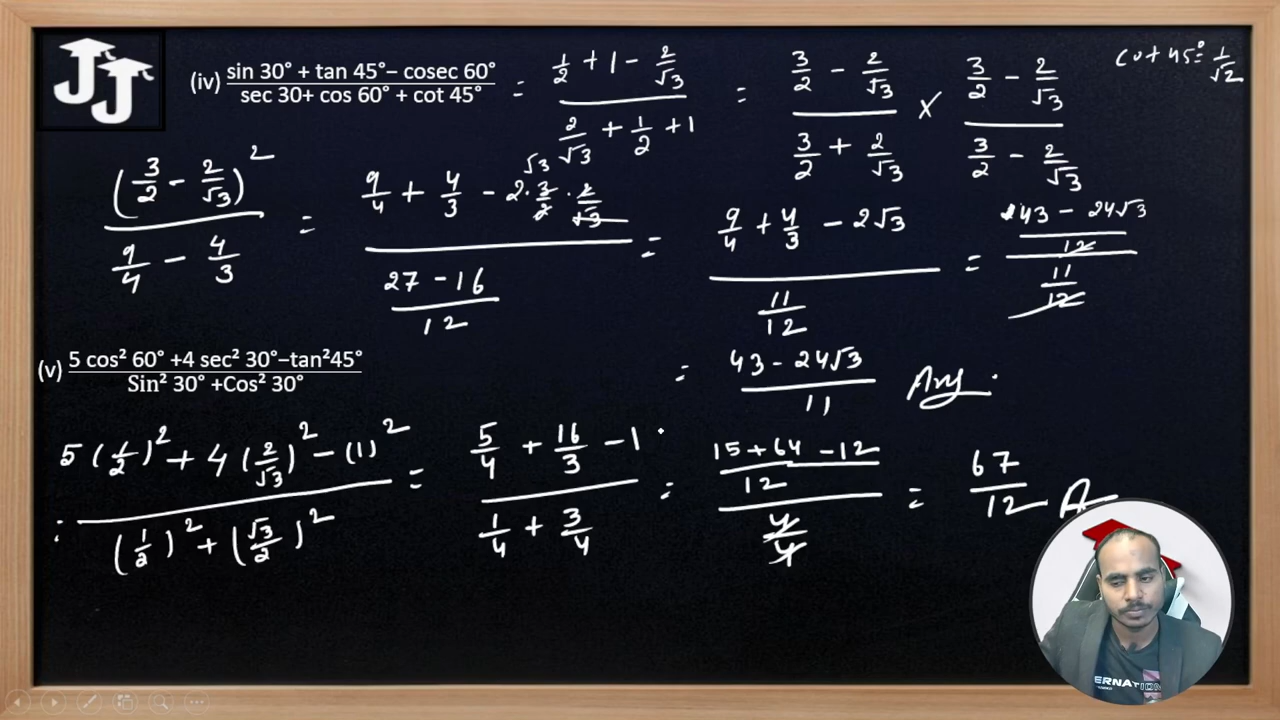 JJ
(iv) sin 30° + tan 45°– cosec 60° / sec 30+ cos 60° + cot 45° = (1/2 + 1 - 2/√3) / (2/√3 + 1/2 + 1) = (3/2 - 2/√3) / (3/2 + 2/√3) × (3/2 - 2/√3) / (3/2 - 2/√3)
cot 45° = 1/√2
(3/2 - 2/√3)² / (9/4 - 4/3) = (9/4 + 4/3 - 2·3/2·2/√3) √3 / ((27 - 16)/12) = (9/4 + 4/3 - 2√3) / (11/12) = ((43 - 24√3)/12) / (11/12)
= (43 - 24√3) / 11 Ans.
(v) 5 cos² 60° +4 sec² 30°–tan²45° / Sin² 30° +Cos² 30°
: (5(1/2)² + 4(2/√3)² - (1)²) / ((1/2)² + (√3/2)²) = (5/4 + 16/3 - 1) / (1/4 + 3/4) = ((15 + 64 - 12)/12) / (4/4) = 67/12
ERNATION